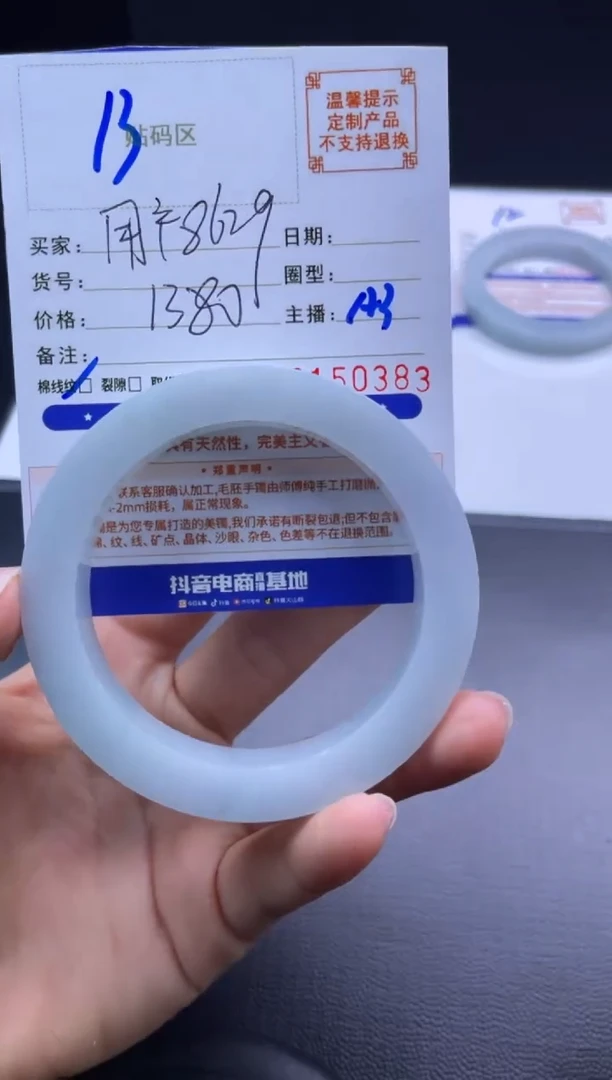 13
贴码区
温馨提示
定制产品
不支持退换
买家：用户8629
日期：
货号：
圈型：
价格：1380
主播：
备注：
棉线纹 裂隙
150383
具有天然性，完美主义
郑重声明
联系客服确认加工,毛胚手镯由师傅纯手工打磨
-2mm损耗，属正常现象。
是为您专属打造的美镯,我们承诺有断裂包退;但不包含
、纹、线、矿点、晶体、沙眼、杂色、色差等不在退换范围。
抖音电商直播基地